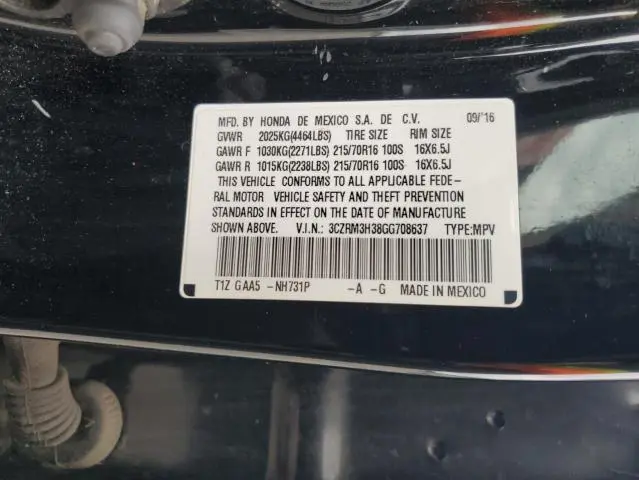 MFD. BY HONDA DE MEXICO S.A. DE C.V. 09/'16
GVWR 2025KG(4464LBS) TIRE SIZE RIM SIZE
GAWR F 1030KG(2271LBS) 215/70R16 100S 16X6.5J
GAWR R 1015KG(2238LBS) 215/70R16 100S 16X6.5J
THIS VEHICLE CONFORMS TO ALL APPLICABLE FEDE-
RAL MOTOR VEHICLE SAFETY AND THEFT PREVENTION
STANDARDS IN EFFECT ON THE DATE OF MANUFACTURE
SHOWN ABOVE. V.I.N.: 3CZRM3H38GG708637 TYPE:MPV
T1Z GAA5 -NH731P -A -G MADE IN MEXICO